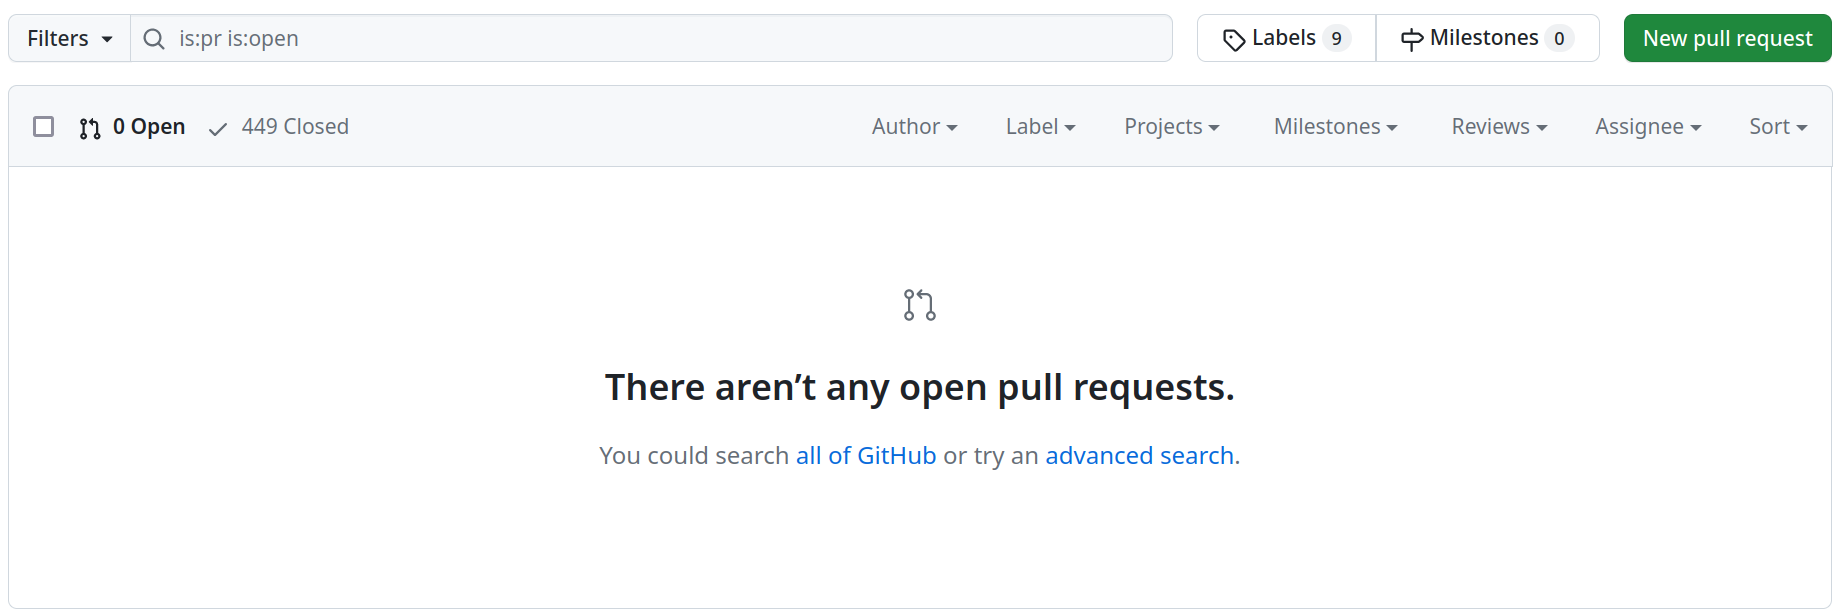 Filters is:pr is:open Labels 9 Milestones 0 New pull request
0 Open 449 Closed Author Label Projects Milestones Reviews Assignee Sort
There aren’t any open pull requests.
You could search all of GitHub or try an advanced search.